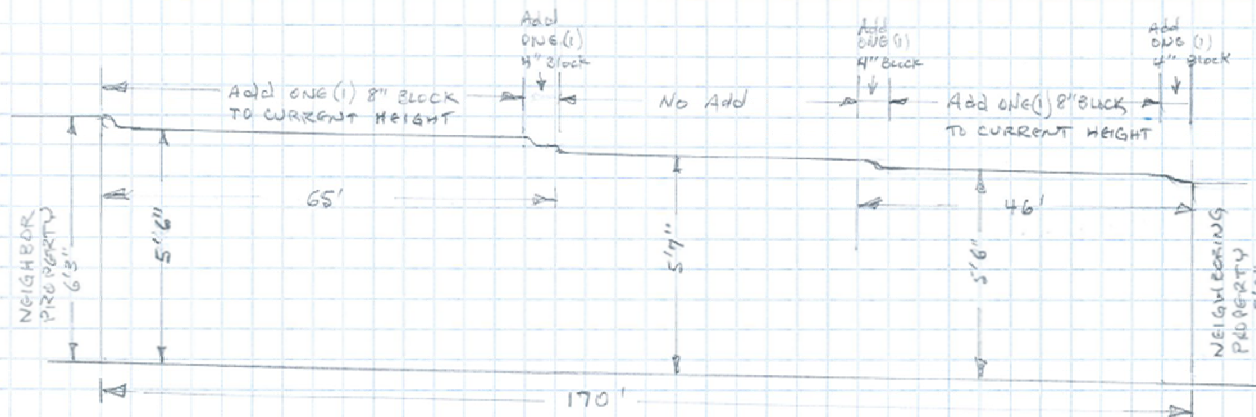 Add
ONE (1)
4" Block
Add
ONE (1)
4" Block
Add
ONE (1)
4" Block
Add ONE (1) 8" BLOCK
TO CURRENT HEIGHT
No Add
Add ONE (1) 8" BLOCK
TO CURRENT HEIGHT
65'
46'
NEIGHBOR
PROPERTY
6'3"
5'6"
5'7"
5'6"
NEIGHBORING
PROPERTY
170'